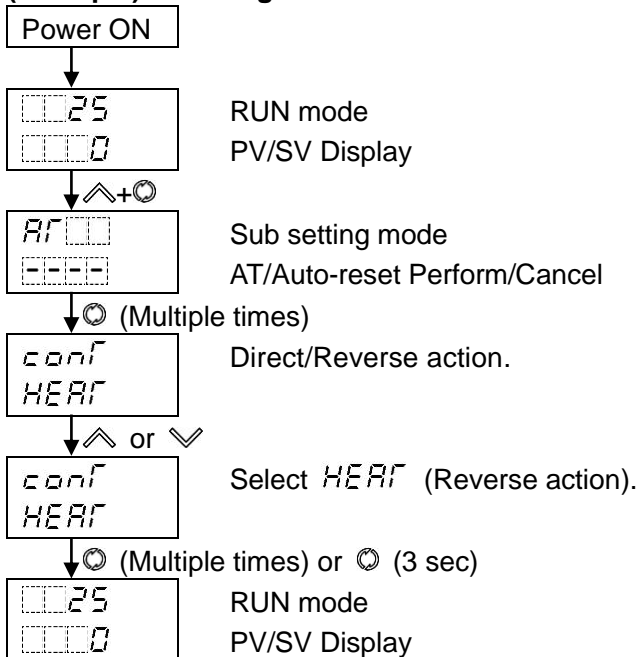 Power ON
25 RUN mode
0 PV/SV Display
+
AT Sub setting mode
---- AT/Auto-reset Perform/Cancel
(Multiple times)
conT Direct/Reverse action.
HEAT
or
conT Select HEAT (Reverse action).
HEAT
(Multiple times) or (3 sec)
25 RUN mode
0 PV/SV Display